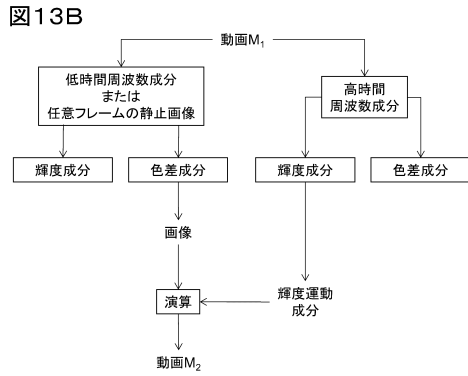 図13B
動画M₁
低時間周波数成分
または
任意フレームの静止画像
高時間
周波数成分
輝度成分
色差成分
輝度成分
色差成分
画像
演算
輝度運動
成分
動画M₂